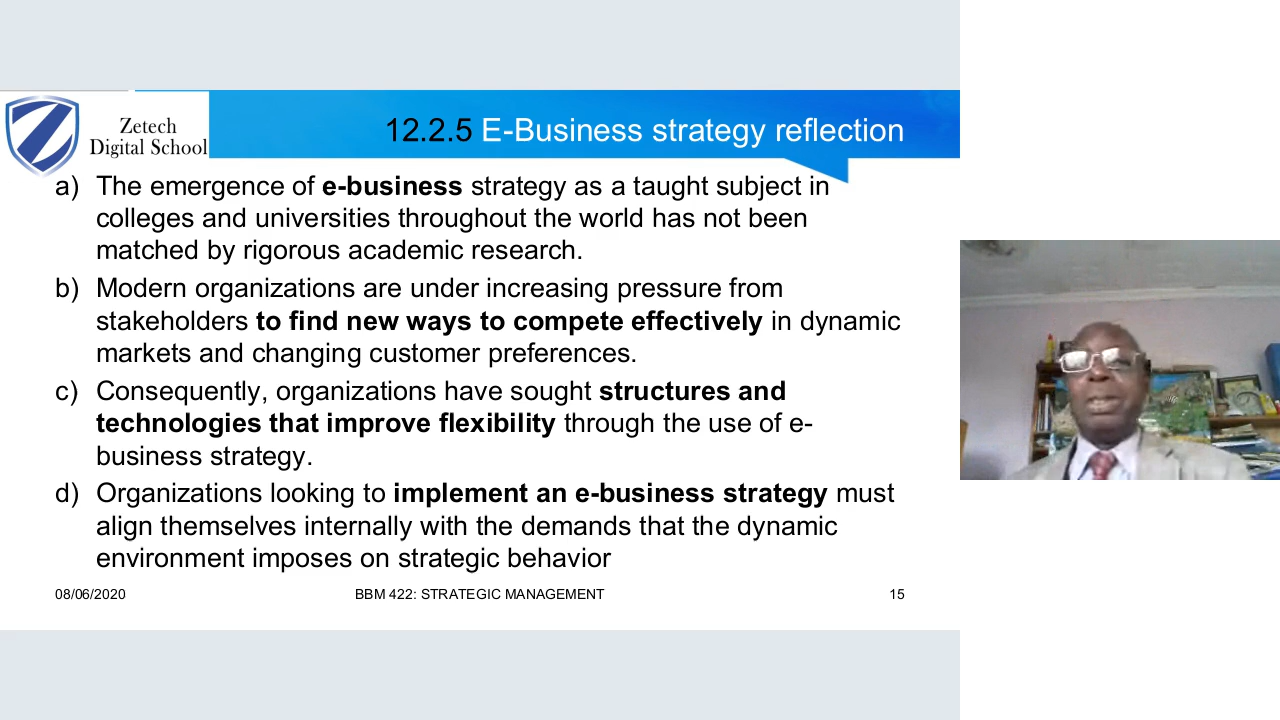 Zetech
Digital School
12.2.5 E-Business strategy reflection
a) The emergence of e-business strategy as a taught subject in
colleges and universities throughout the world has not been
matched by rigorous academic research.
b) Modern organizations are under increasing pressure from
stakeholders to find new ways to compete effectively in dynamic
markets and changing customer preferences.
c) Consequently, organizations have sought structures and
technologies that improve flexibility through the use of e-
business strategy.
d) Organizations looking to implement an e-business strategy must
align themselves internally with the demands that the dynamic
environment imposes on strategic behavior
08/06/2020 BBM 422: STRATEGIC MANAGEMENT 15